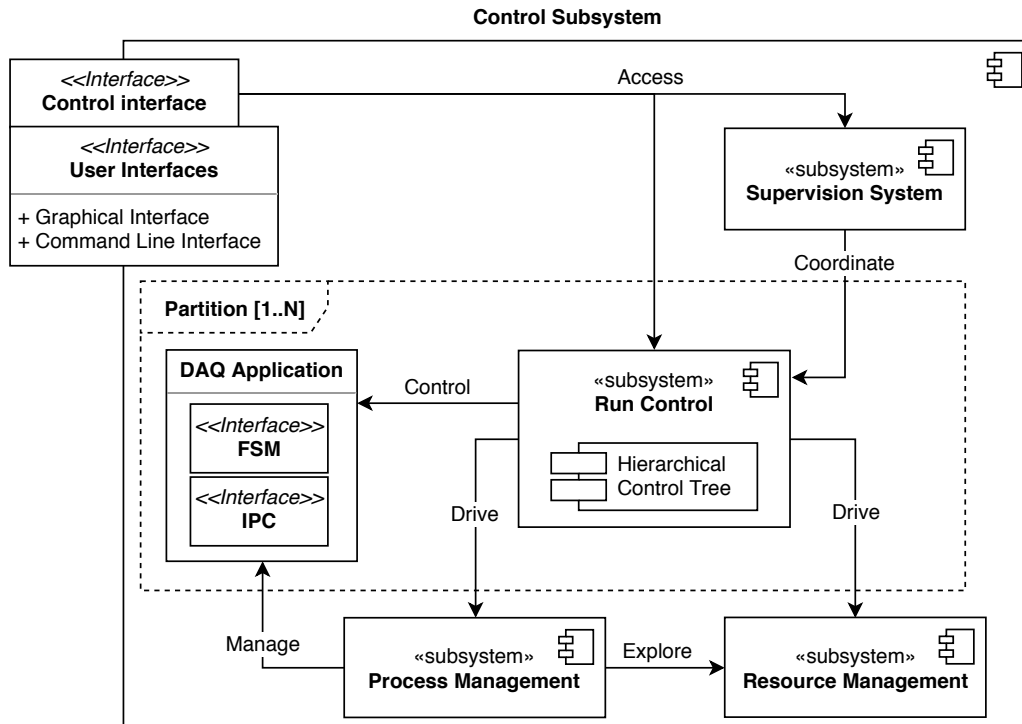 Control Subsystem
<<Interface>>
Control interface
Access
<<Interface>>
User Interfaces
+ Graphical Interface
+ Command Line Interface
«subsystem»
Supervision System
Coordinate
Partition [1..N]
DAQ Application
<<Interface>>
FSM
<<Interface>>
IPC
Control
«subsystem»
Run Control
Hierarchical
Control Tree
Drive
Drive
Manage
«subsystem»
Process Management
Explore
«subsystem»
Resource Management